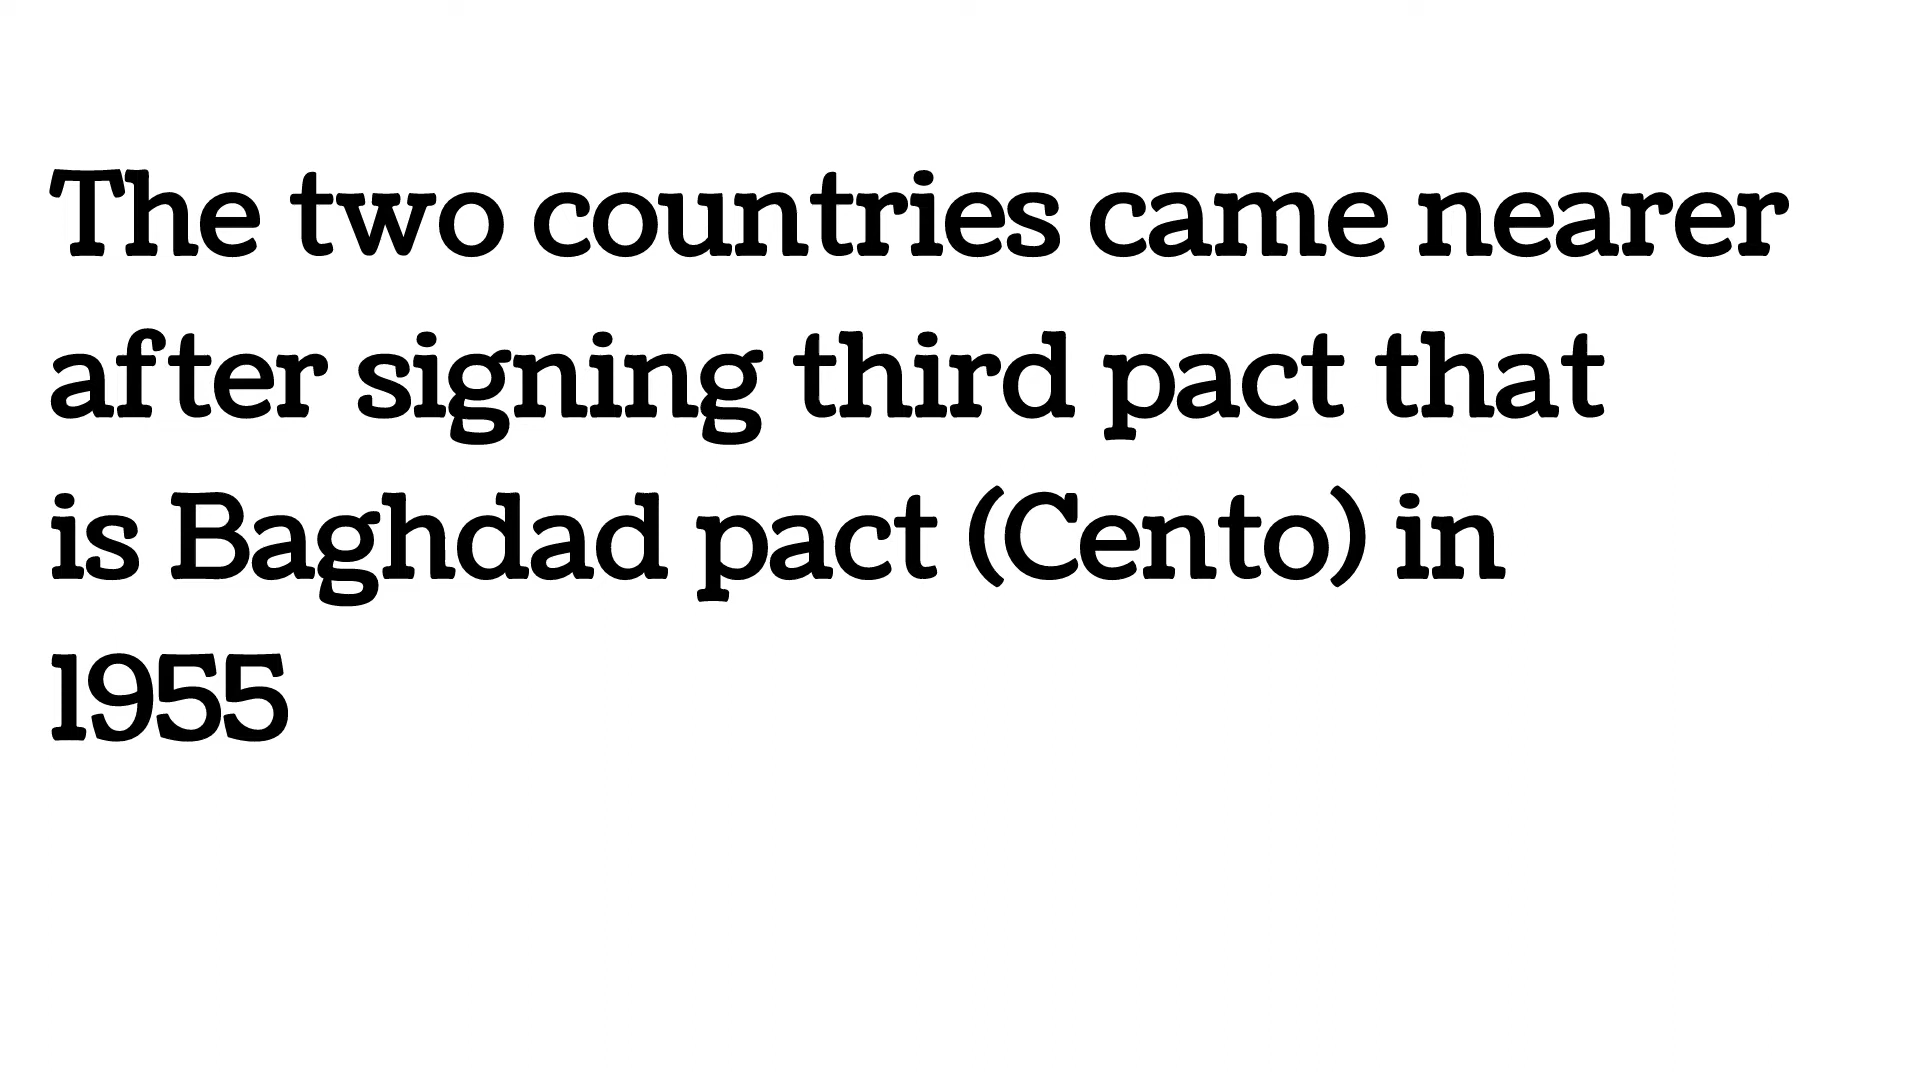 The two countries came nearer
after signing third pact that
is Baghdad pact (Cento) in
1955